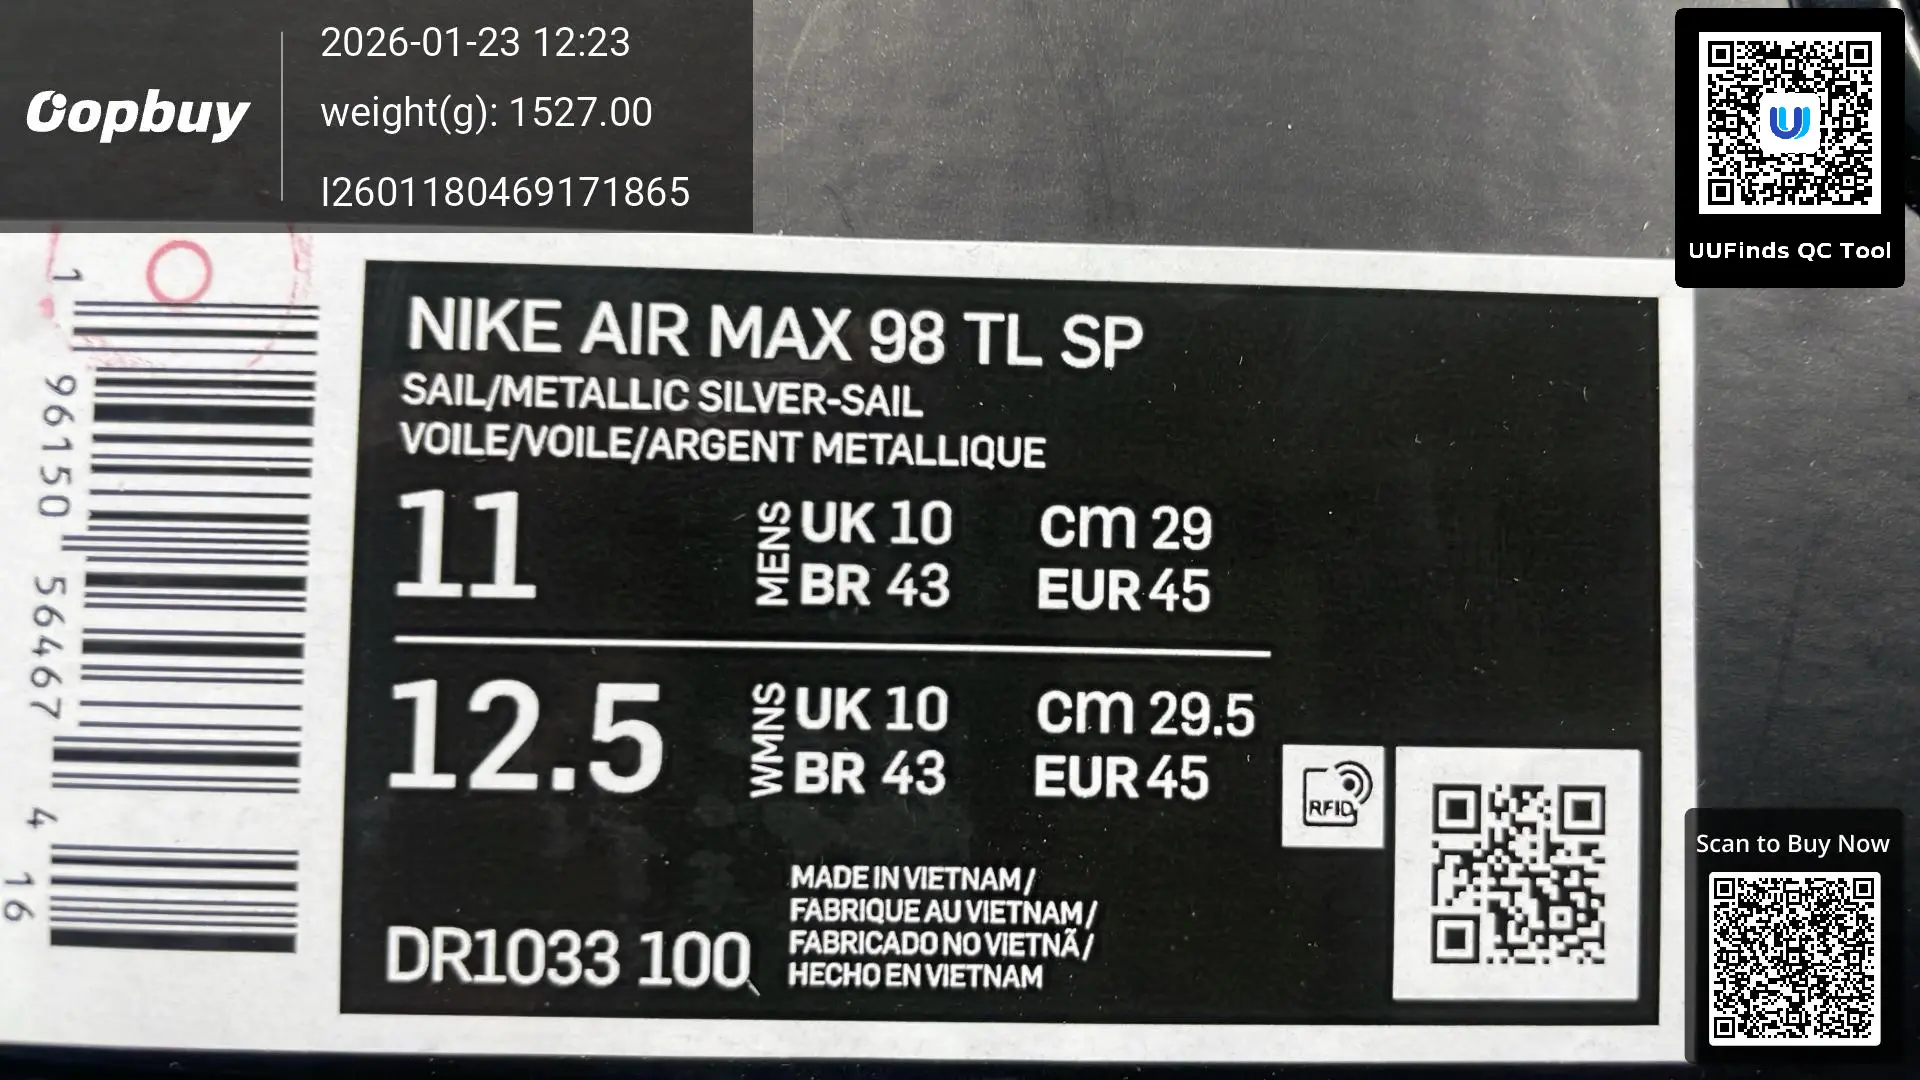 Oopbuy
2026-01-23 12:23
weight(g): 1527.00
I2601180469171865
UUFinds QC Tool
1 96150 56467 4 16
NIKE AIR MAX 98 TL SP
SAIL/METALLIC SILVER-SAIL
VOILE/VOILE/ARGENT METALLIQUE
11 MENS UK 10 cm 29
BR 43 EUR 45
12.5 WMNS UK 10 cm 29.5
BR 43 EUR 45
RFID
DR1033 100
MADE IN VIETNAM/
FABRIQUE AU VIETNAM/
FABRICADO NO VIETNÃ/
HECHO EN VIETNAM
Scan to Buy Now